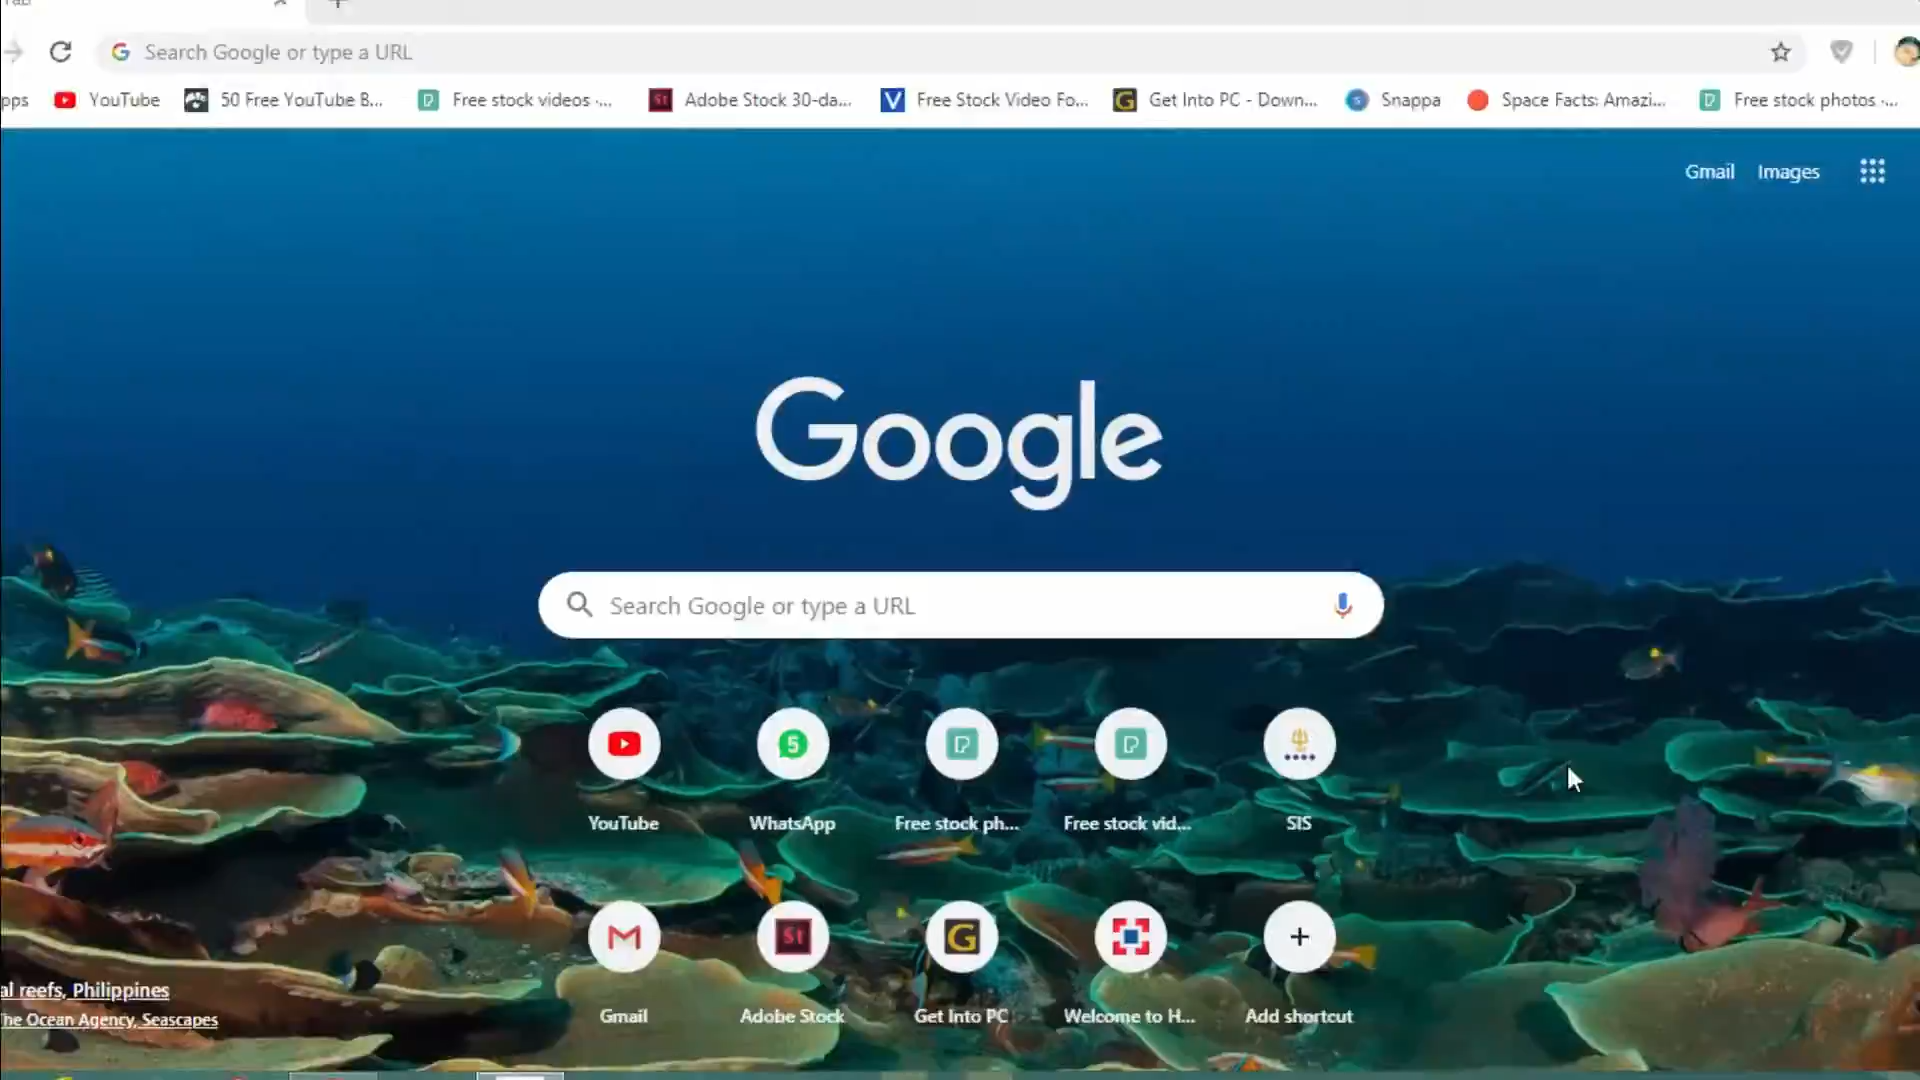 Search Google or type a URL
pps YouTube 50 Free YouTube B... Free stock videos ·... St Adobe Stock 30-da... V Free Stock Video Fo... G Get Into PC - Down... Snappa Space Facts: Amazi... Free stock photos ·...
Gmail Images
Google
Search Google or type a URL
YouTube WhatsApp Free stock ph... Free stock vid... SIS
Gmail Adobe Stock Get Into PC Welcome to H... Add shortcut
al reefs, Philippines
The Ocean Agency, Seascapes